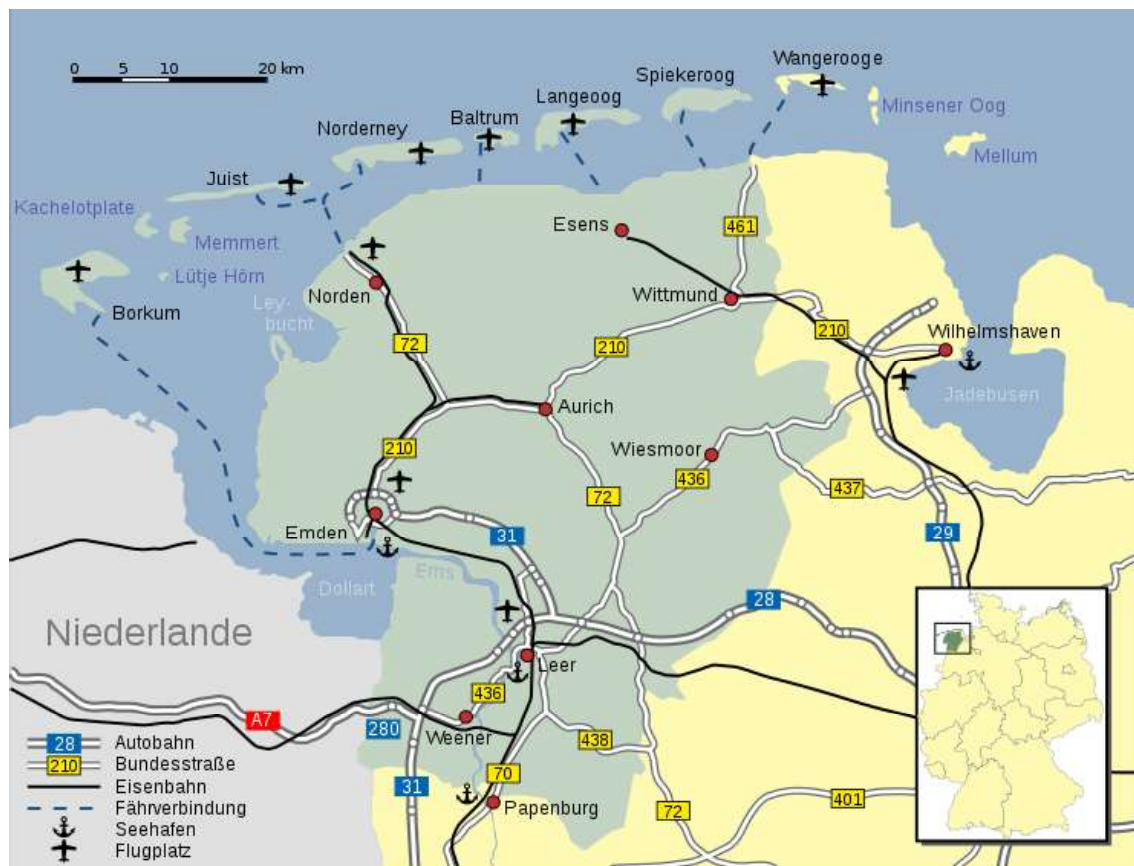 0 5 10 20 km
Wangerooge
Spiekeroog
Minsener Oog
Langeoog
Baltrum
Norderney
Mellum
Juist
Kachelotplate
Memmert
Esens
461
Lütje Hörn
Norden
Wittmund
Borkum
Ley-
bucht
72
210
210
Wilhelmshaven
Jadebusen
Aurich
210
Wiesmoor
436
437
72
Emden
31
29
Ems
Dollart
28
Niederlande
Leer
436
A7
280
Weener
438
28 Autobahn
210 Bundesstraße
Eisenbahn
Fährverbindung
Seehafen
Flugplatz
31
70
Papenburg
72
401